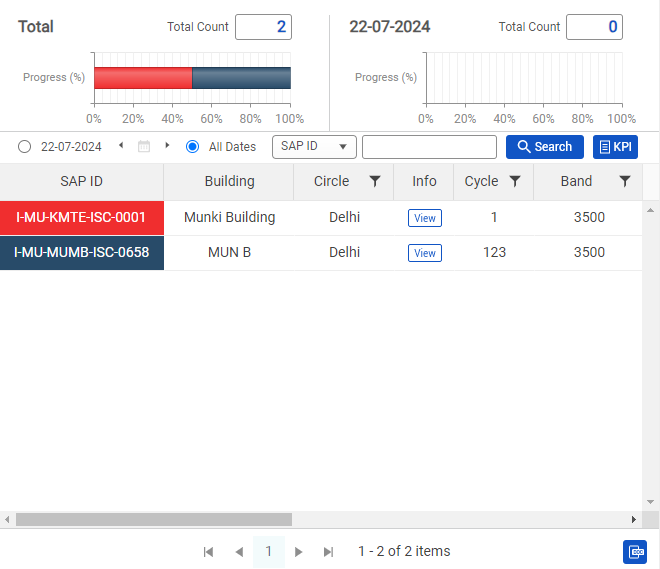 Total Total Count 2
22-07-2024 Total Count 0
Progress (%)
0% 20% 40% 60% 80% 100%
Progress (%)
0% 20% 40% 60% 80% 100%
22-07-2024 All Dates SAP ID Search KPI
SAP ID Building Circle Info Cycle Band
I-MU-KMTE-ISC-0001 Munki Building Delhi View 1 3500
I-MU-MUMB-ISC-0658 MUN B Delhi View 123 3500
1 1 - 2 of 2 items